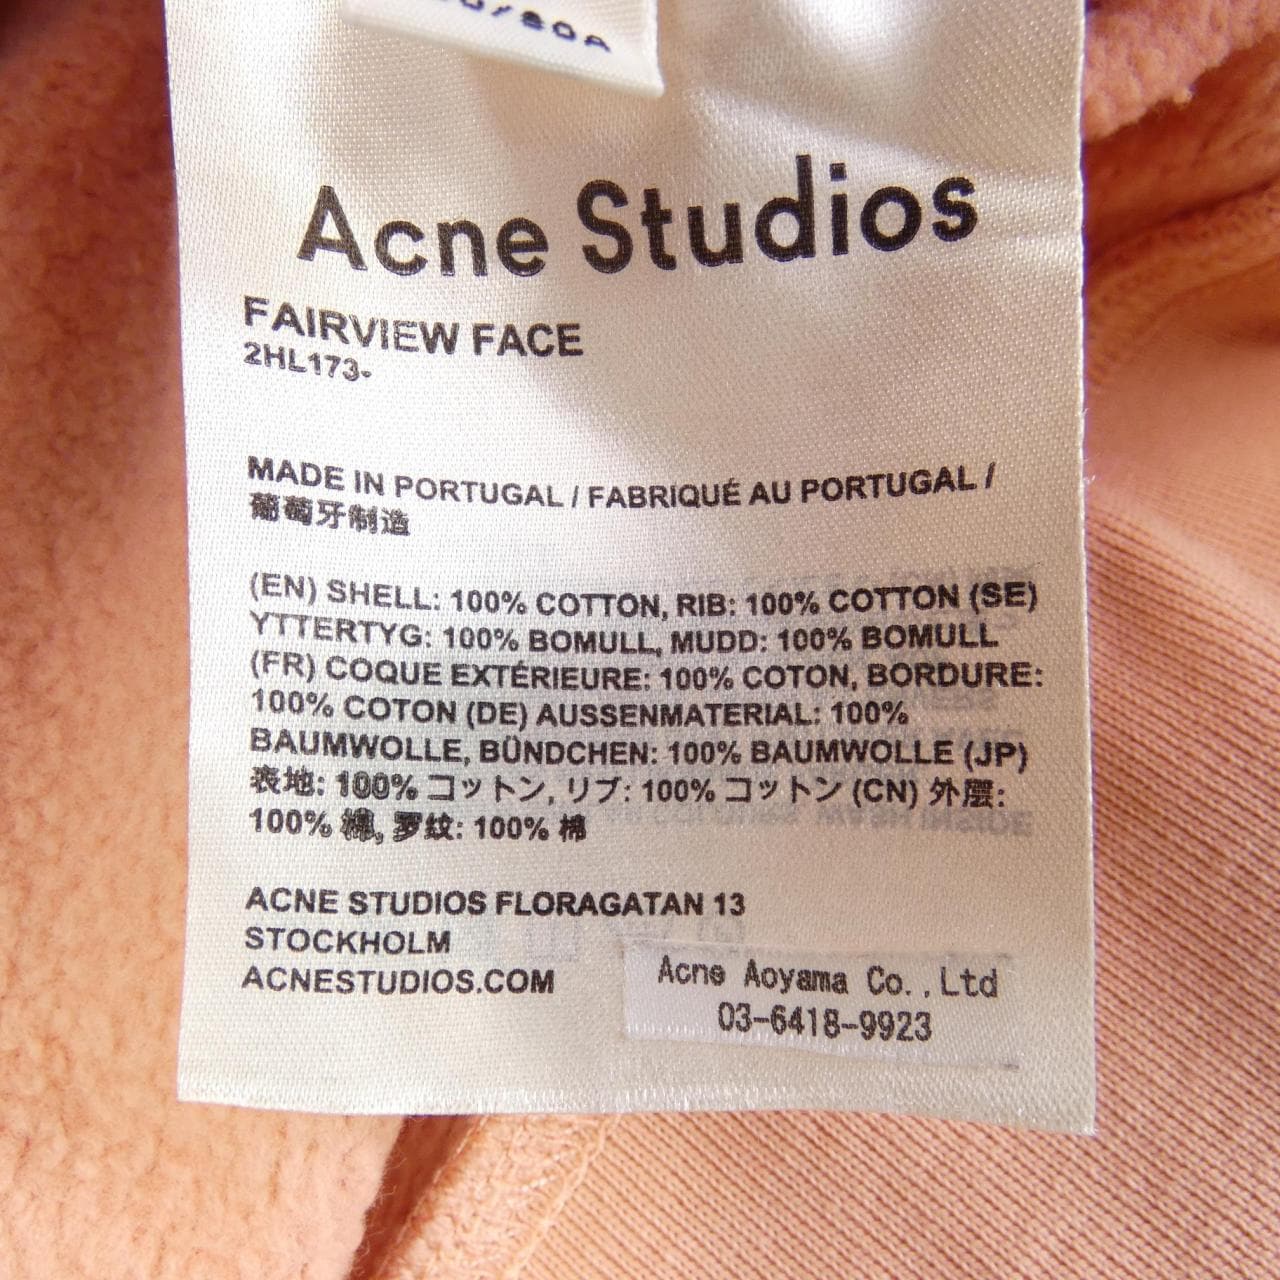 Acne Studios
FAIRVIEW FACE
2HL173-
MADE IN PORTUGAL / FABRIQUÉ AU PORTUGAL /
葡萄牙制造
(EN) SHELL: 100% COTTON, RIB: 100% COTTON (SE)
YTTERTYG: 100% BOMULL, MUDD: 100% BOMULL
(FR) COQUE EXTÉRIEURE: 100% COTON, BORDURE:
100% COTON (DE) AUSSENMATERIAL: 100%
BAUMWOLLE, BÜNDCHEN: 100% BAUMWOLLE (JP)
表地: 100% コットン, リブ: 100% コットン (CN) 外层:
100% 棉, 罗纹: 100% 棉
ACNE STUDIOS FLORAGATAN 13
STOCKHOLM
ACNESTUDIOS.COM
Acne Aoyama Co.,Ltd
03-6418-9923